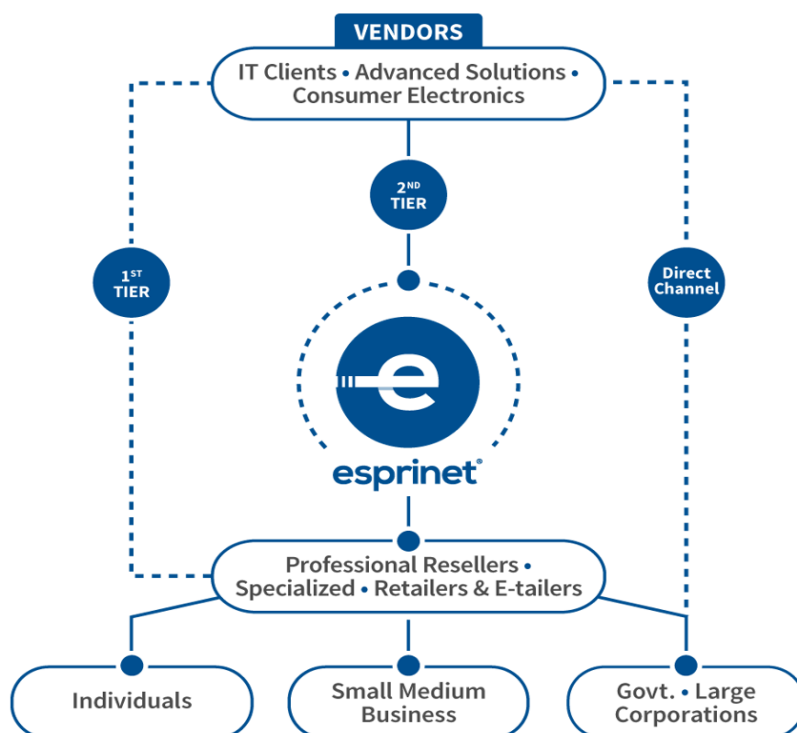 VENDORS
IT Clients • Advanced Solutions •
Consumer Electronics
2ND
TIER
1ST
TIER
Direct
Channel
e
esprinet®
Professional Resellers •
Specialized • Retailers & E-tailers
Individuals
Small Medium
Business
Govt. • Large
Corporations